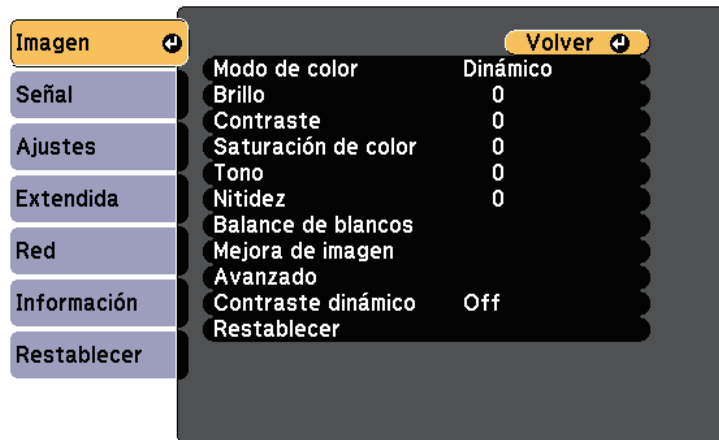 Imagen
Señal
Ajustes
Extendida
Red
Información
Restablecer
Volver
Modo de color Dinámico
Brillo 0
Contraste 0
Saturación de color 0
Tono 0
Nitidez 0
Balance de blancos
Mejora de imagen
Avanzado
Contraste dinámico Off
Restablecer